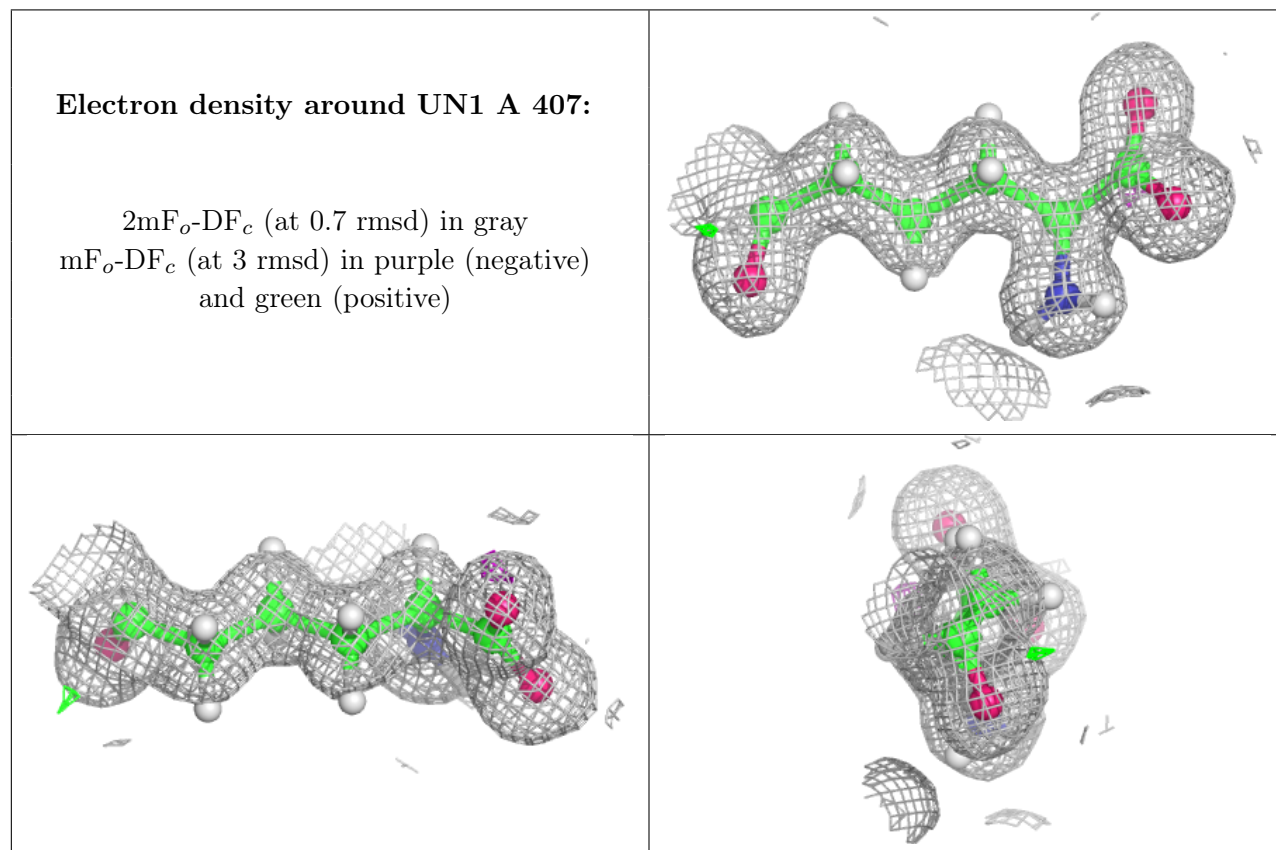 Electron density around UN1 A 407:
2mFo-DFc (at 0.7 rmsd) in gray
mFo-DFc (at 3 rmsd) in purple (negative)
and green (positive)